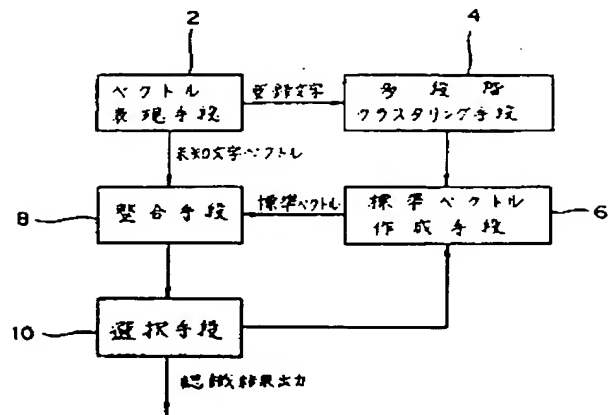 2
4
ベクトル
表現手段
登録文字
多段階
クラスタリング手段
未知文字ベクトル
8
整合手段
標準ベクトル
標準ベクトル
作成手段
6
10
選択手段
認識結果出力